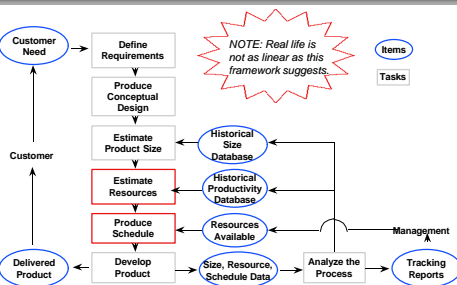 Customer
Need
Define
Requirements
NOTE: Real life is
not as linear as this
framework suggests.
Items
Tasks
Produce
Conceptual
Design
Estimate
Product Size
Historical
Size
Database
Customer
Estimate
Resources
Historical
Productivity
Database
Produce
Schedule
Resources
Available
Management
Delivered
Product
Develop
Product
Size, Resource,
Schedule Data
Analyze the
Process
Tracking
Reports